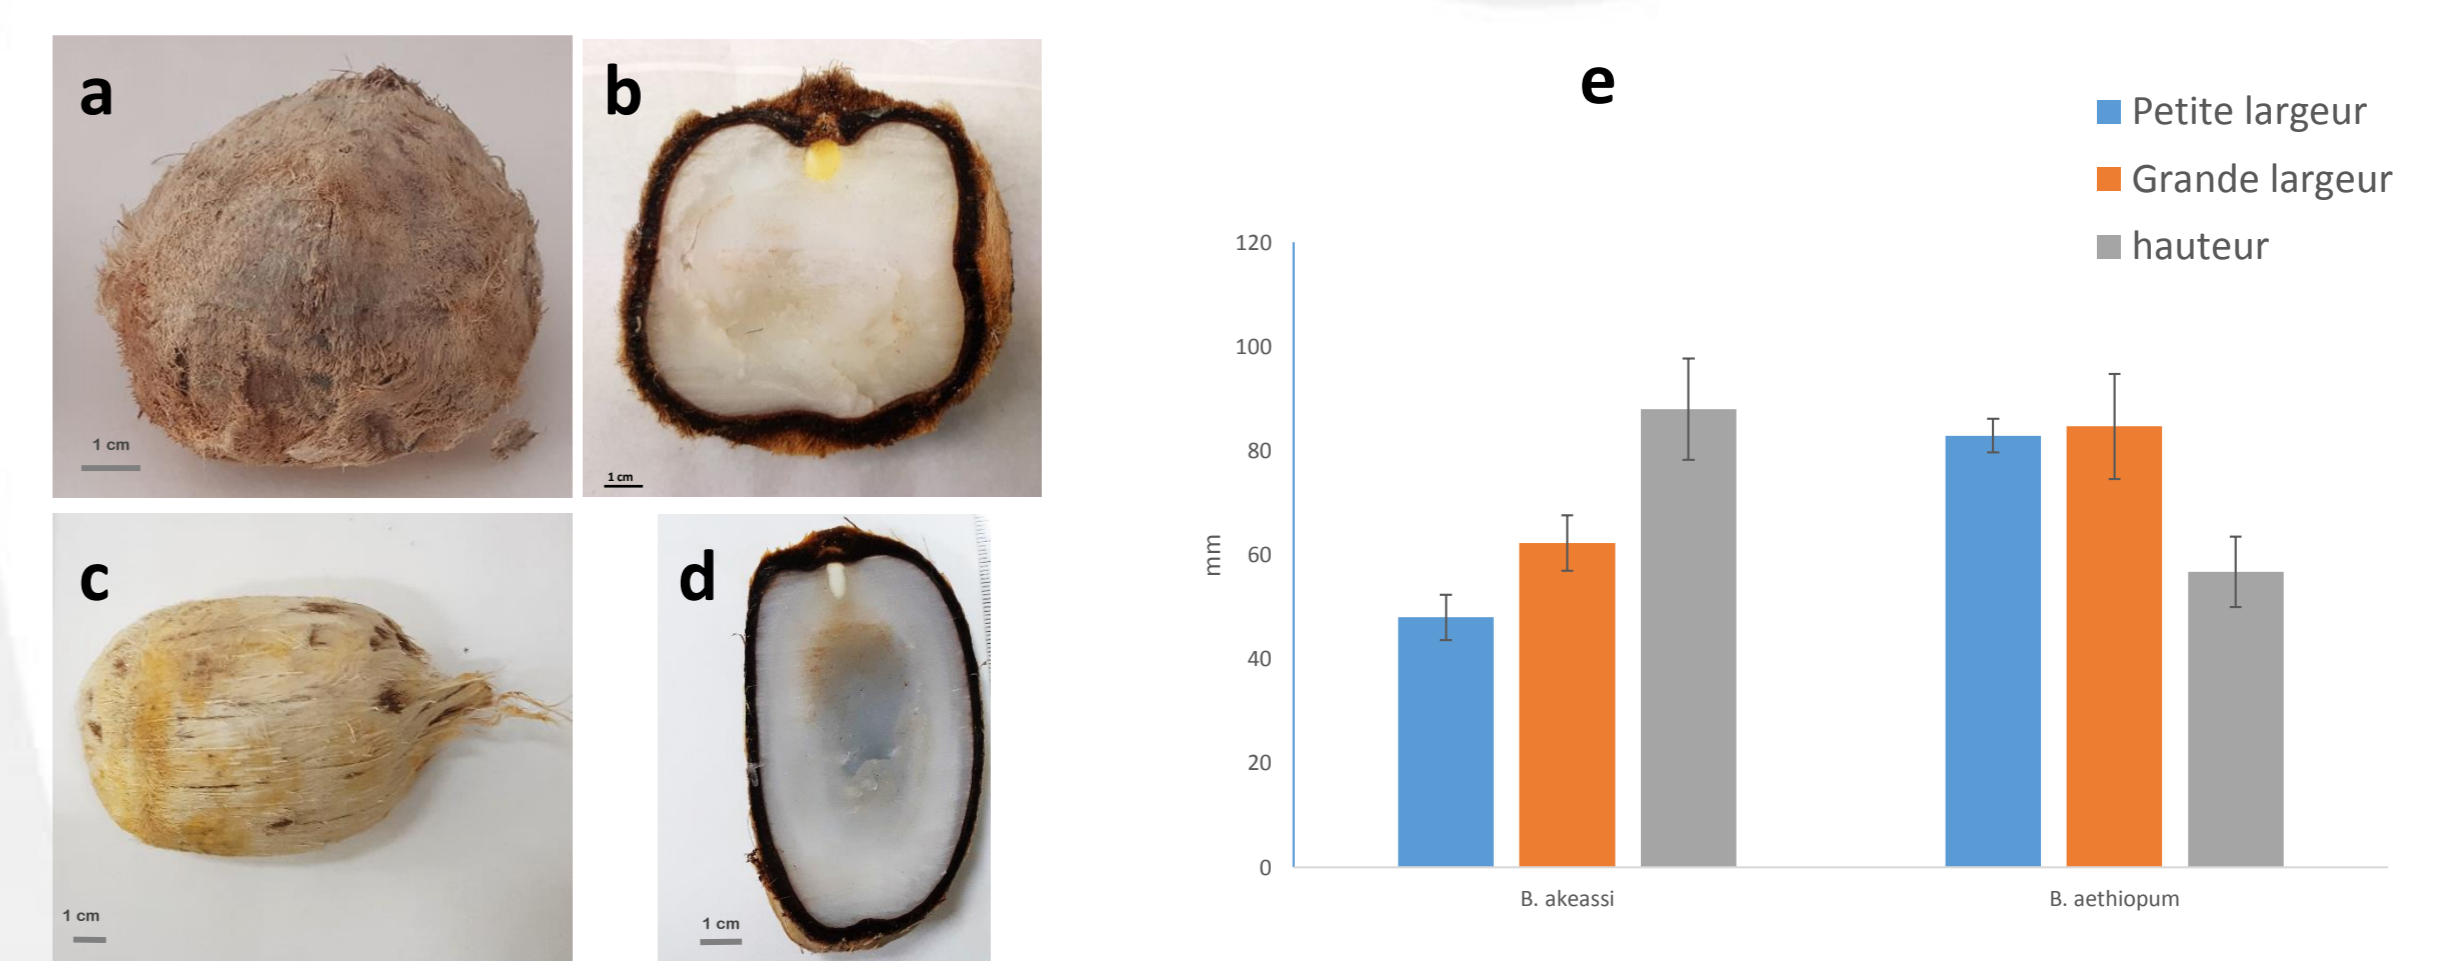 a
1 cm
b
1 cm
c
1 cm
d
1 cm
e
Petite largeur
Grande largeur
hauteur
mm
120
100
80
60
40
20
0
B. akeassi
B. aethiopum